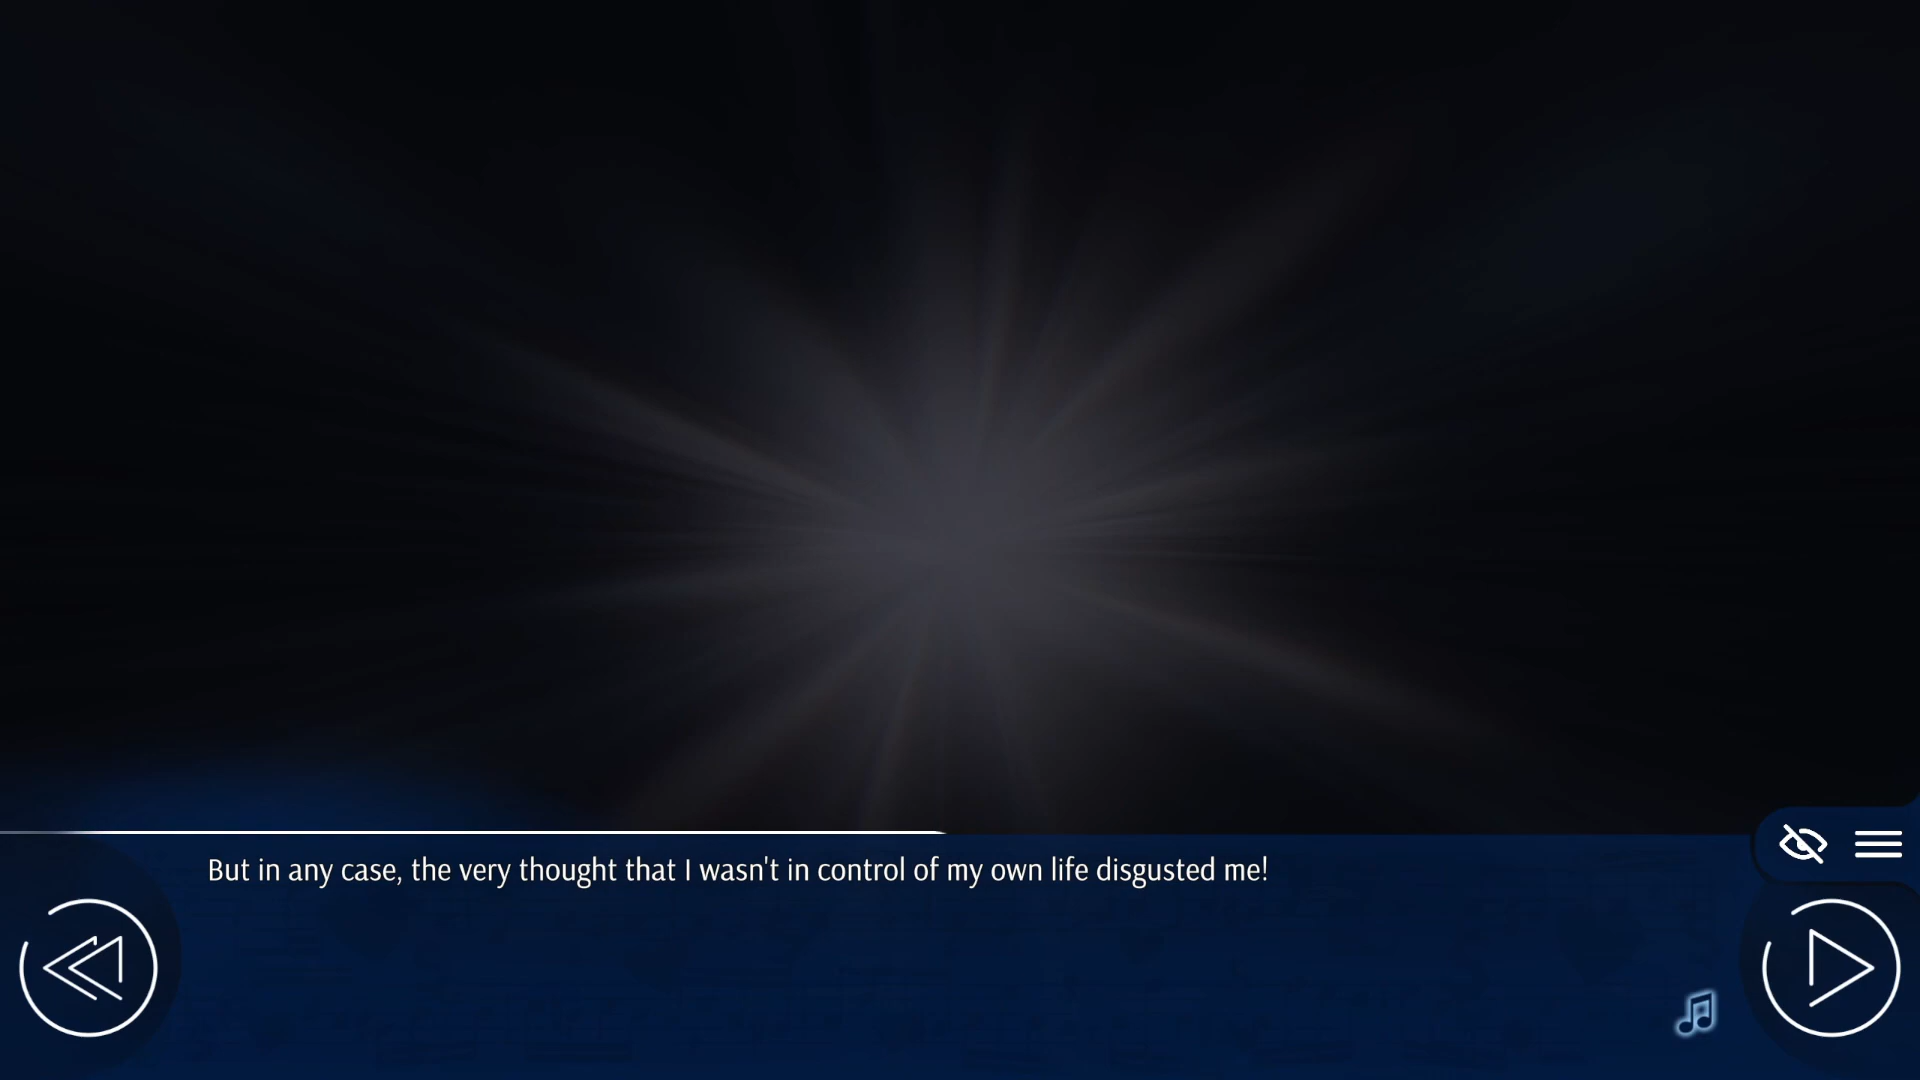 But in any case, the very thought that I wasn't in control of my own life disgusted me!